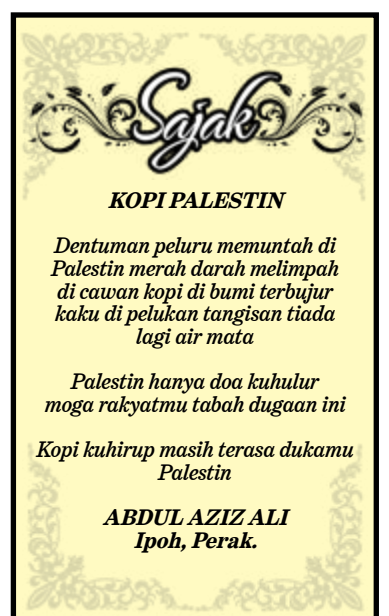 Sajak
KOPI PALESTIN
Dentuman peluru memuntah di
Palestin merah darah melimpah
di cawan kopi di bumi terbujur
kaku di pelukan tangisan tiada
lagi air mata
Palestin hanya doa kuhulur
moga rakyatmu tabah dugaan ini
Kopi kuhirup masih terasa dukamu
Palestin
ABDUL AZIZ ALI
Ipoh, Perak.